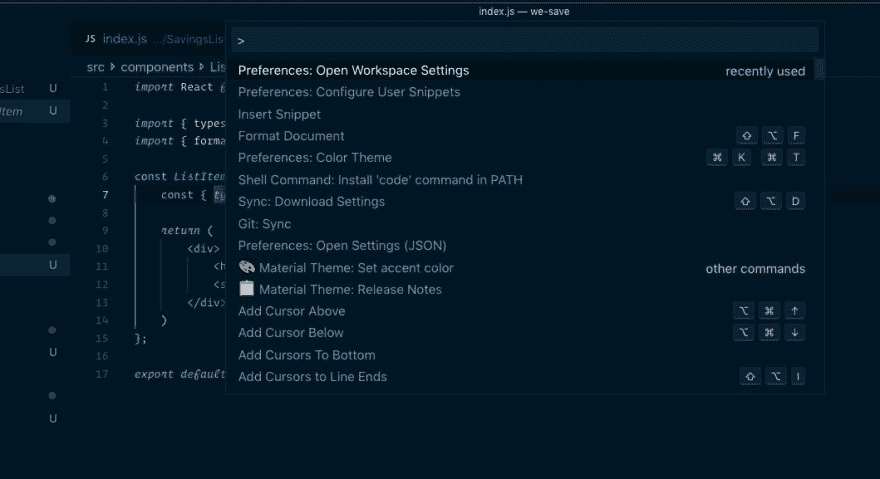 index.js — we-save
JS index.js .../SavingsLis
>
src > components > Lis
sList U
Item U
1 import React
2
3 import { types
4 import { forma
5
6 const ListItem
7 const {
8
9 return (
10 <div>
11 <h
12 <s
13 </div>
14 )
15 };
16
17 export default
U
U
U
Preferences: Open Workspace Settings recently used
Preferences: Configure User Snippets
Insert Snippet
Format Document ⇧ ⌥ F
Preferences: Color Theme ⌘ K ⌘ T
Shell Command: Install 'code' command in PATH
Sync: Download Settings ⇧ ⌥ D
Git: Sync
Preferences: Open Settings (JSON)
🎨 Material Theme: Set accent color other commands
📋 Material Theme: Release Notes
Add Cursor Above ⌥ ⌘ ↑
Add Cursor Below ⌥ ⌘ ↓
Add Cursors To Bottom
Add Cursors to Line Ends ⇧ ⌥ I